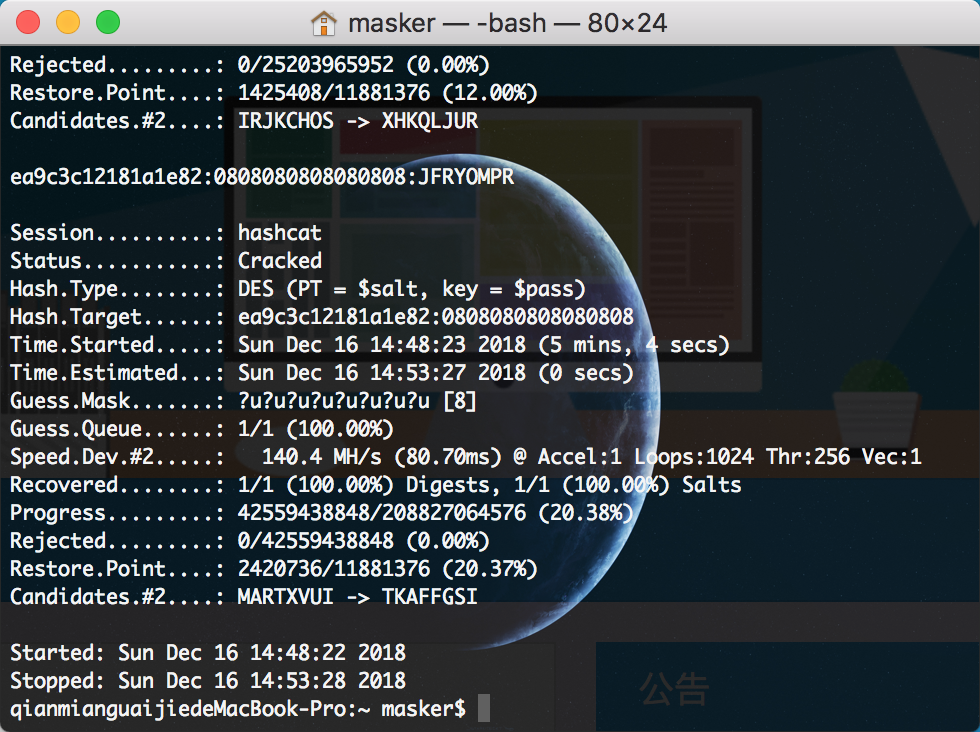 masker — -bash — 80×24
Rejected.........: 0/25203965952 (0.00%)
Restore.Point....: 1425408/11881376 (12.00%)
Candidates.#2....: IRJKCHOS -> XHKQLJUR
ea9c3c12181a1e82:0808080808080808:JFRYOMPR
Session..........: hashcat
Status...........: Cracked
Hash.Type........: DES (PT = $salt, key = $pass)
Hash.Target......: ea9c3c12181a1e82:0808080808080808
Time.Started.....: Sun Dec 16 14:48:23 2018 (5 mins, 4 secs)
Time.Estimated...: Sun Dec 16 14:53:27 2018 (0 secs)
Guess.Mask.......: ?u?u?u?u?u?u?u?u [8]
Guess.Queue......: 1/1 (100.00%)
Speed.Dev.#2.....:   140.4 MH/s (80.70ms) @ Accel:1 Loops:1024 Thr:256 Vec:1
Recovered........: 1/1 (100.00%) Digests, 1/1 (100.00%) Salts
Progress.........: 42559438848/208827064576 (20.38%)
Rejected.........: 0/42559438848 (0.00%)
Restore.Point....: 2420736/11881376 (20.37%)
Candidates.#2....: MARTXVUI -> TKAFFGSI
Started: Sun Dec 16 14:48:22 2018
Stopped: Sun Dec 16 14:53:28 2018
公告
qianmianguaijiedeMacBook-Pro:~ masker$